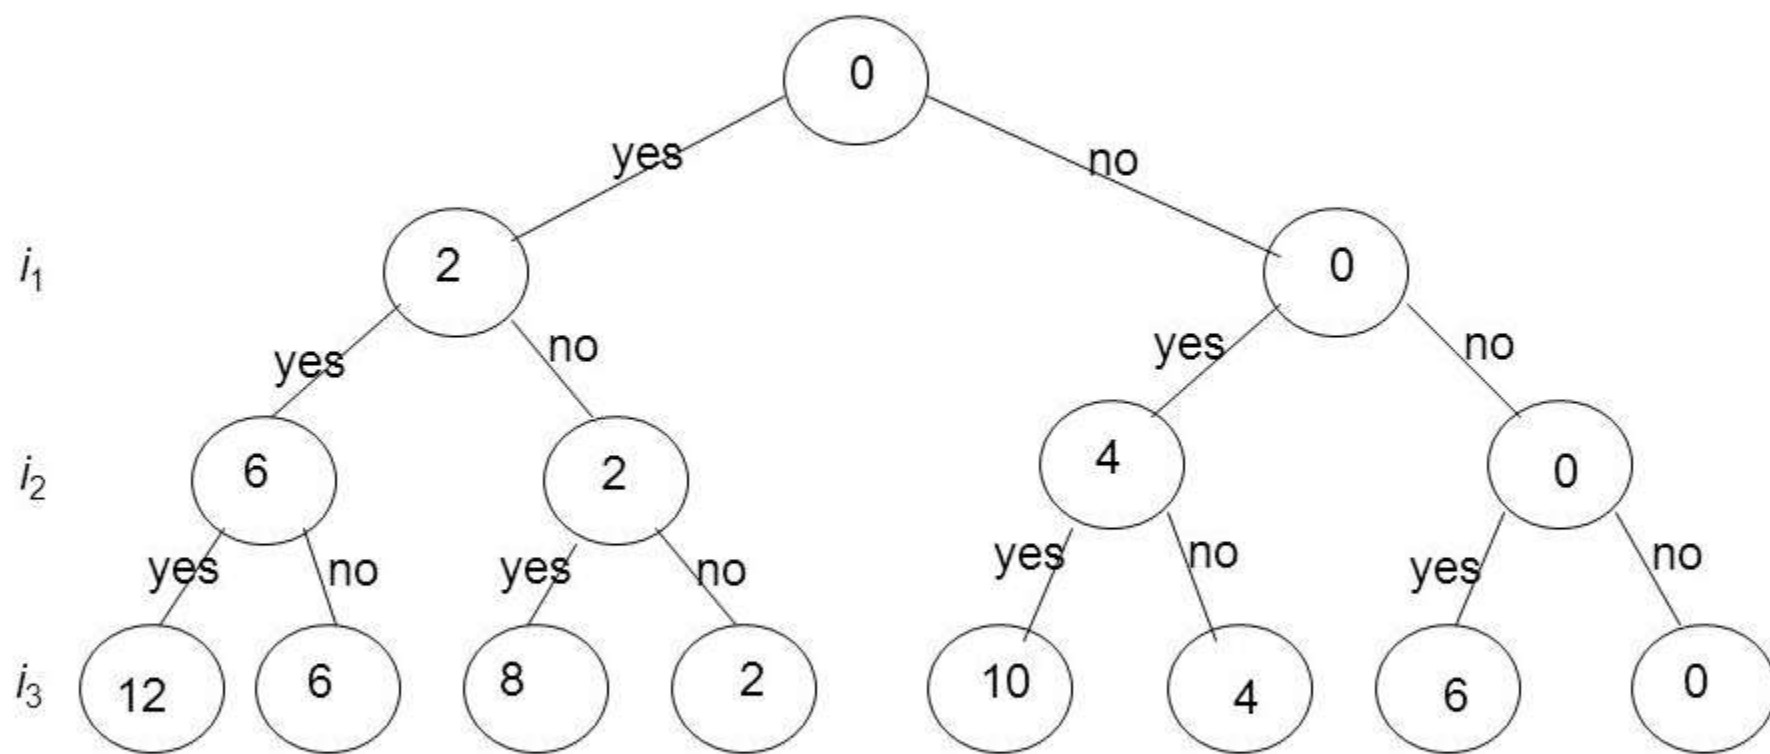 0
yes no
i₁ 2 0
yes no yes no
i₂ 6 2 4 0
yes no yes no yes no yes no
i₃ 12 6 8 2 10 4 6 0